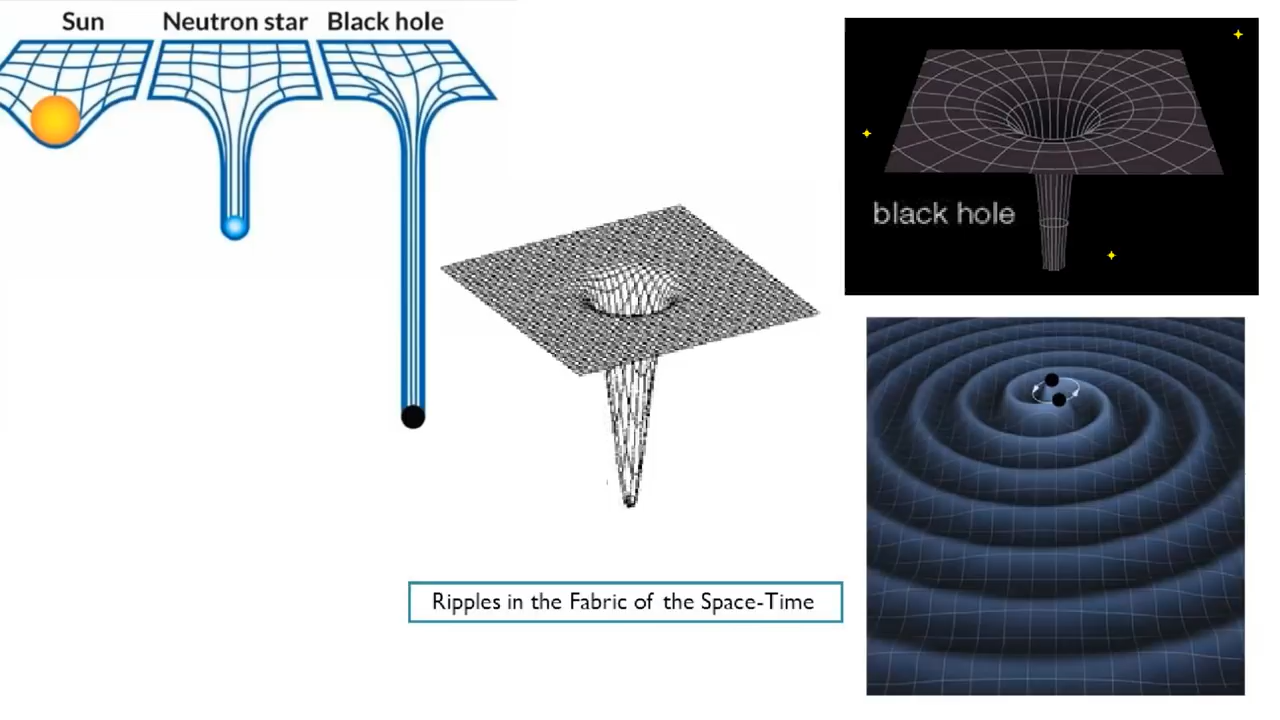 Sun
Neutron star
Black hole
black hole
Ripples in the Fabric of the Space-Time